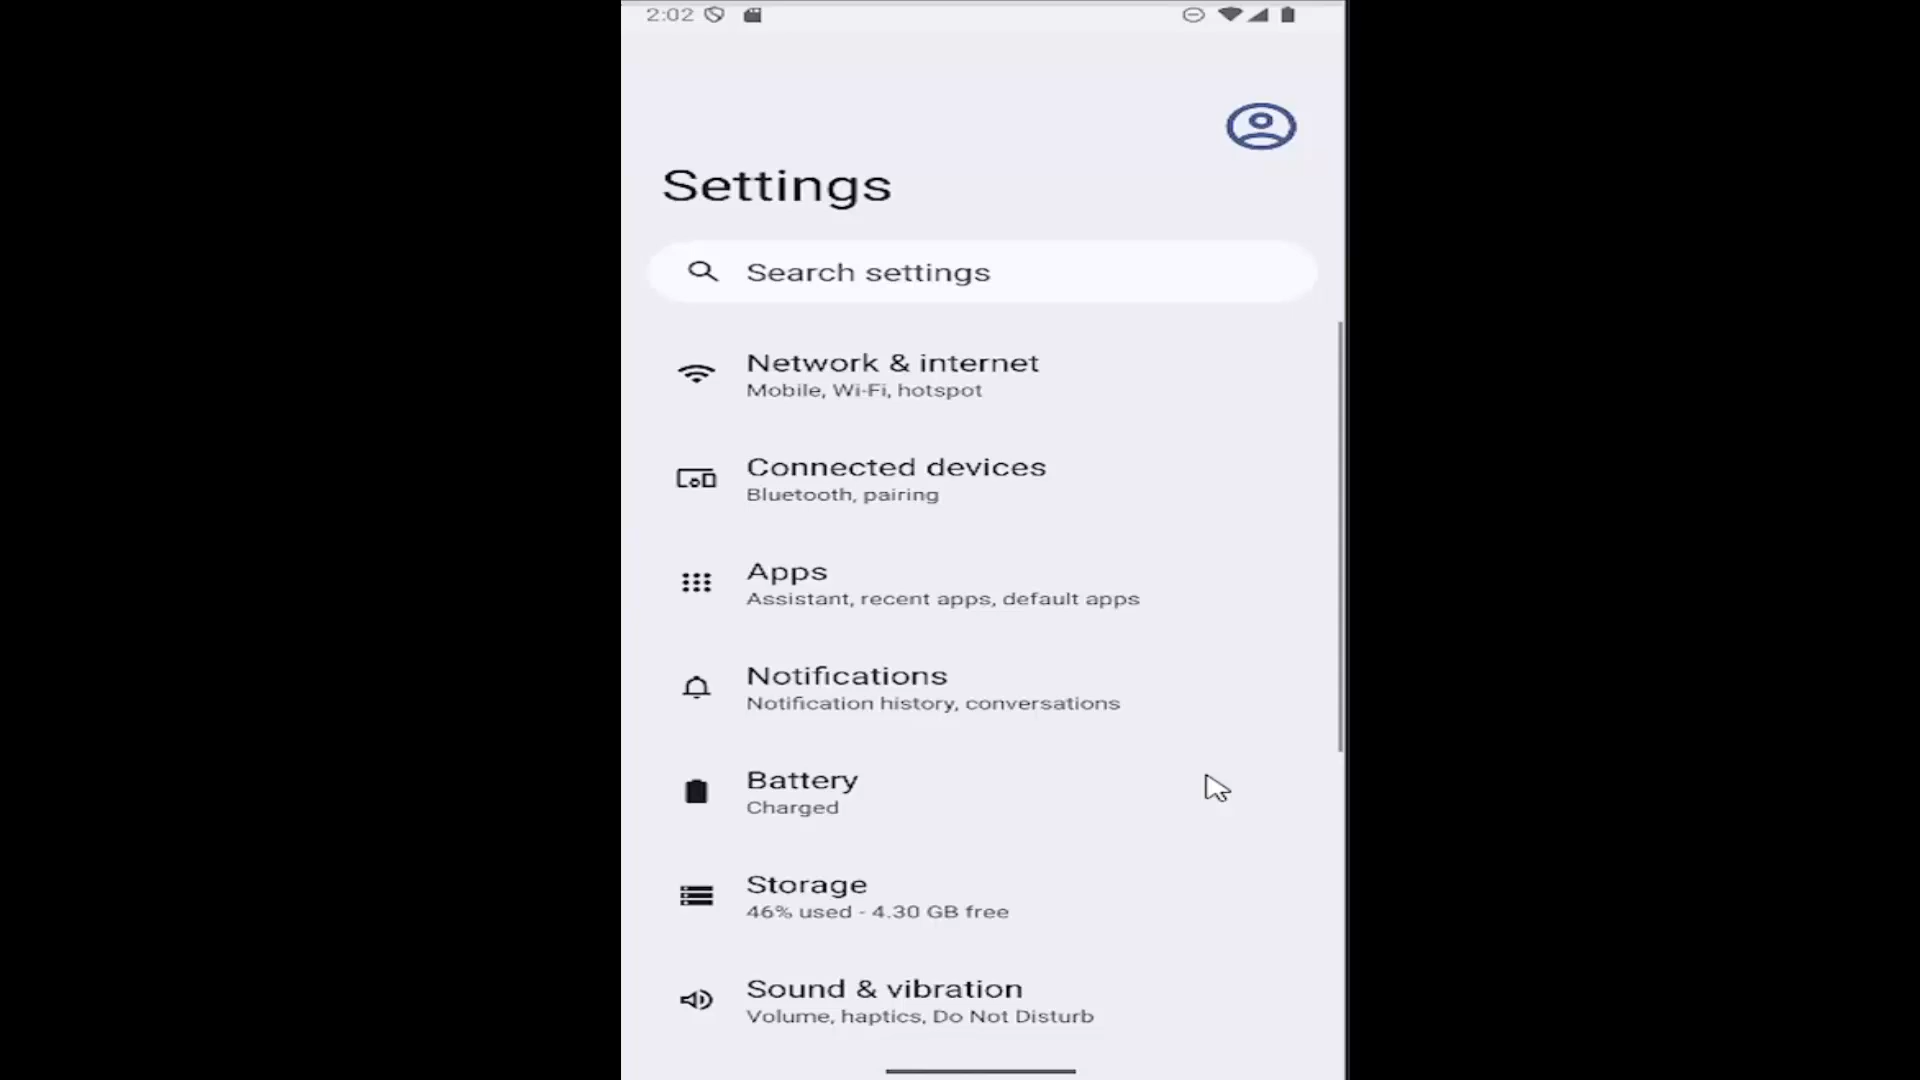 2:02
Settings
Search settings
Network & internet
Mobile, Wi-Fi, hotspot
Connected devices
Bluetooth, pairing
Apps
Assistant, recent apps, default apps
Notifications
Notification history, conversations
Battery
Charged
Storage
46% used - 4.30 GB free
Sound & vibration
Volume, haptics, Do Not Disturb